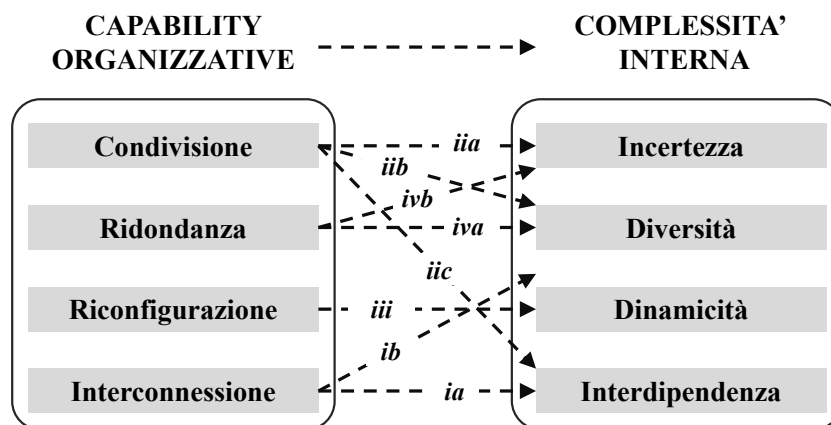 CAPABILITY
ORGANIZZATIVE
COMPLESSITA’
INTERNA
Condivisione
iia
Incertezza
iib
ivb
Ridondanza
iva
Diversità
iic
Riconfigurazione
iii
Dinamicità
ib
Interconnessione
ia
Interdipendenza